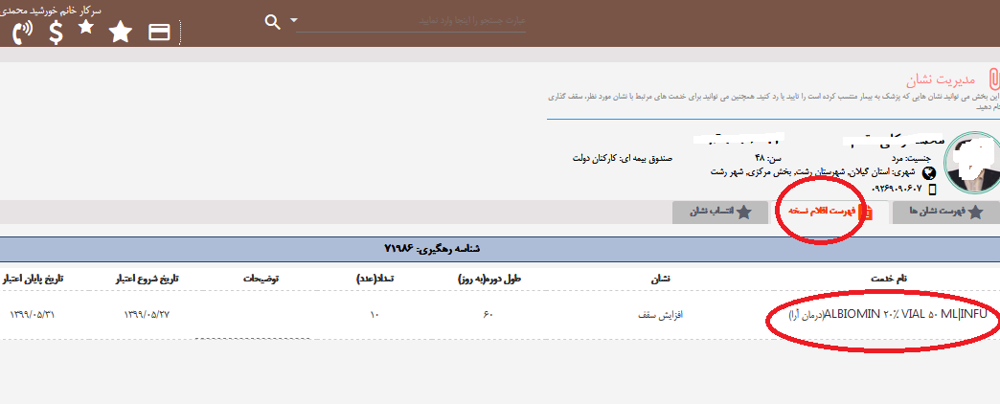 سرکار خانم خورشید محمدی
عبارت جستجو را اینجا وارد نمایید.
مدیریت نشان
این بخش می توانید نشان هایی که پزشک به بیمار منتسب کرده است را تایید یا رد کنید. همچنین می توانید برای خدمت های مرتبط با نشان مورد نظر، سقف گذاری
جنسیت: مرد سن: ۴۸ صندوق بیمه ای: کارکنان دولت
شهری: استان گیلان, شهرستان رشت, بخش مرکزی, شهر رشت
۰۹۲۶۹۰۹۰۶۰۷
فهرست نشان ها فهرست اقلام نسخه انتساب نشان
شناسه رهگیری: ۷۱۹۸۶
نام خدمت نشان طول دوره(به روز) تعداد(عدد) توضیحات تاریخ شروع اعتبار تاریخ پایان اعتبار
ALBIOMIN ۲۰% VIAL ۵۰ ML|INFU(درمان آرا) افزایش سقف ۶۰ ۱۰ ۱۳۹۹/۰۵/۲۷ ۱۳۹۹/۰۵/۳۱